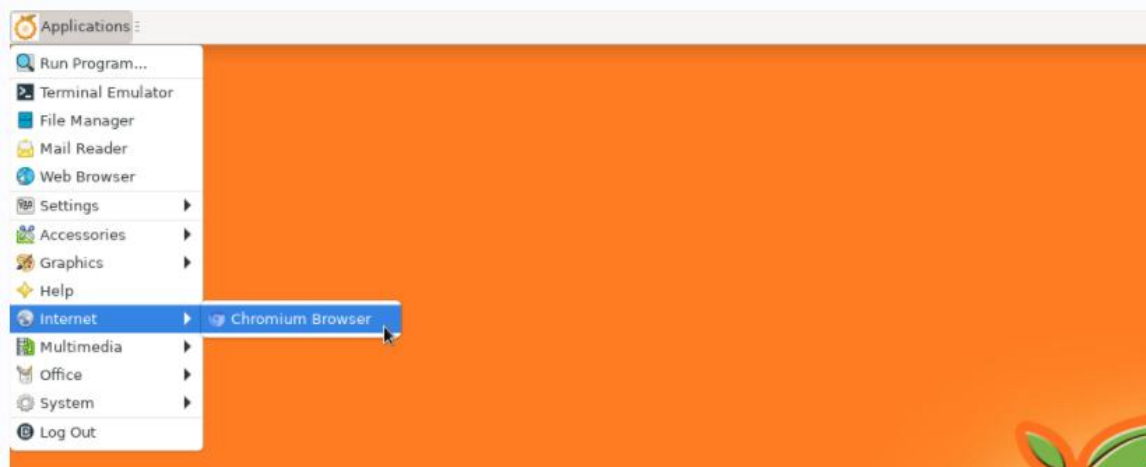 Applications
Run Program...
Terminal Emulator
File Manager
Mail Reader
Web Browser
Settings
Accessories
Graphics
Help
Internet
Chromium Browser
Multimedia
Office
System
Log Out